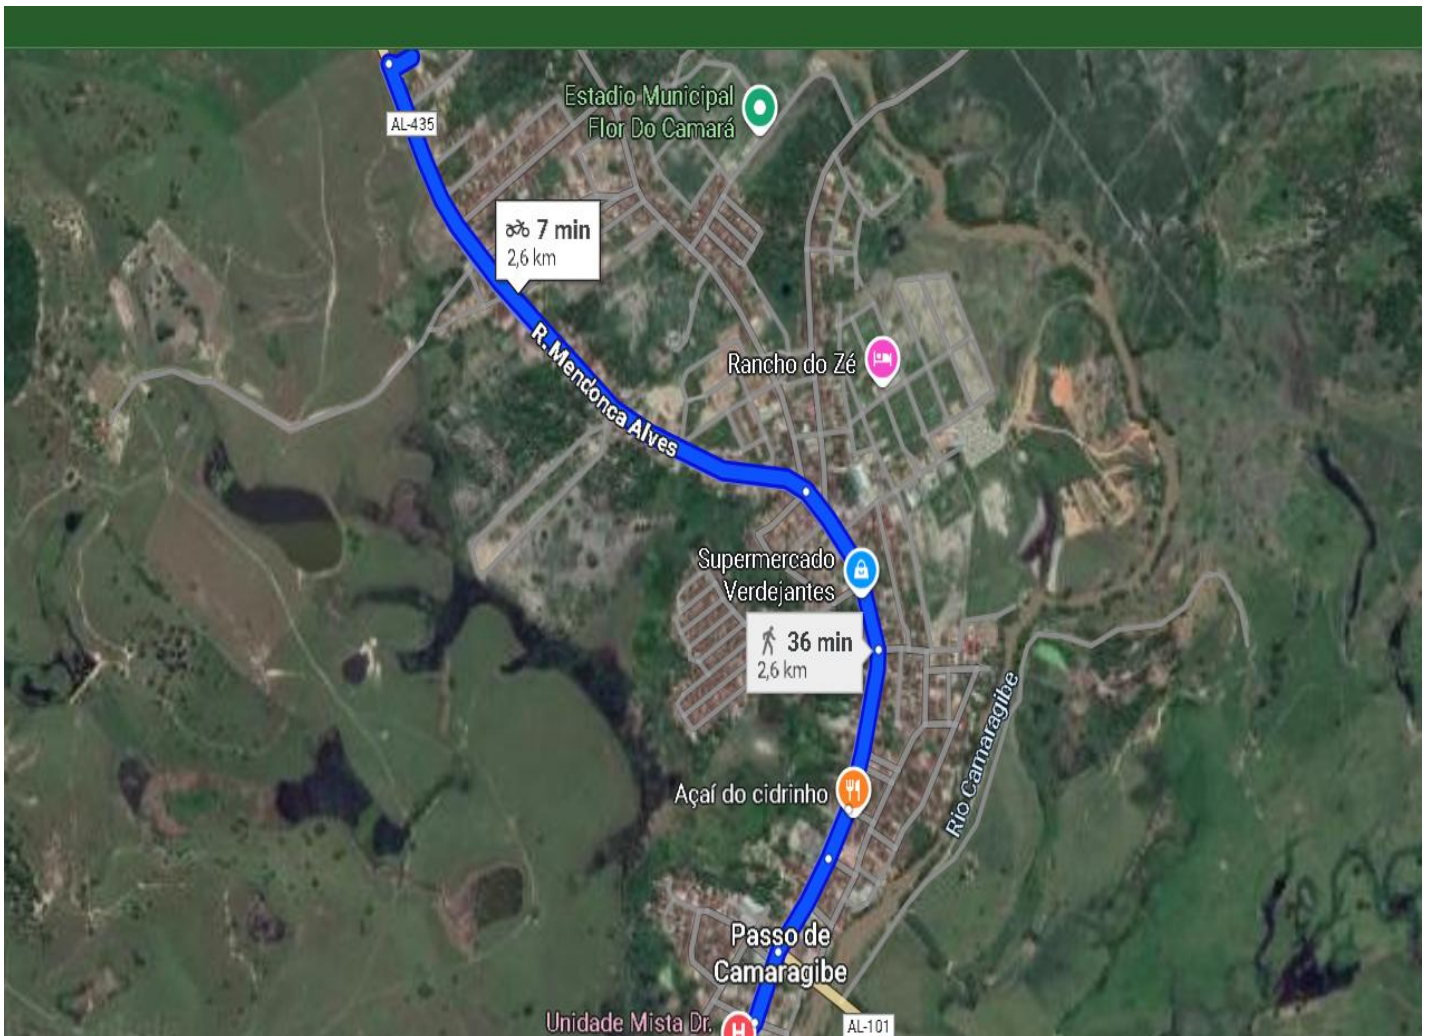 Estadio Municipal
Flor Do Camará
AL-435
7 min
2,6 km
R. Mendonca Alves
Rancho do Zé
Supermercado
Verdejantes
36 min
2,6 km
Rio Camaragibe
Açaí do cidrinho
Passo de
Camaragibe
Unidade Mista Dr.
H
AL-101